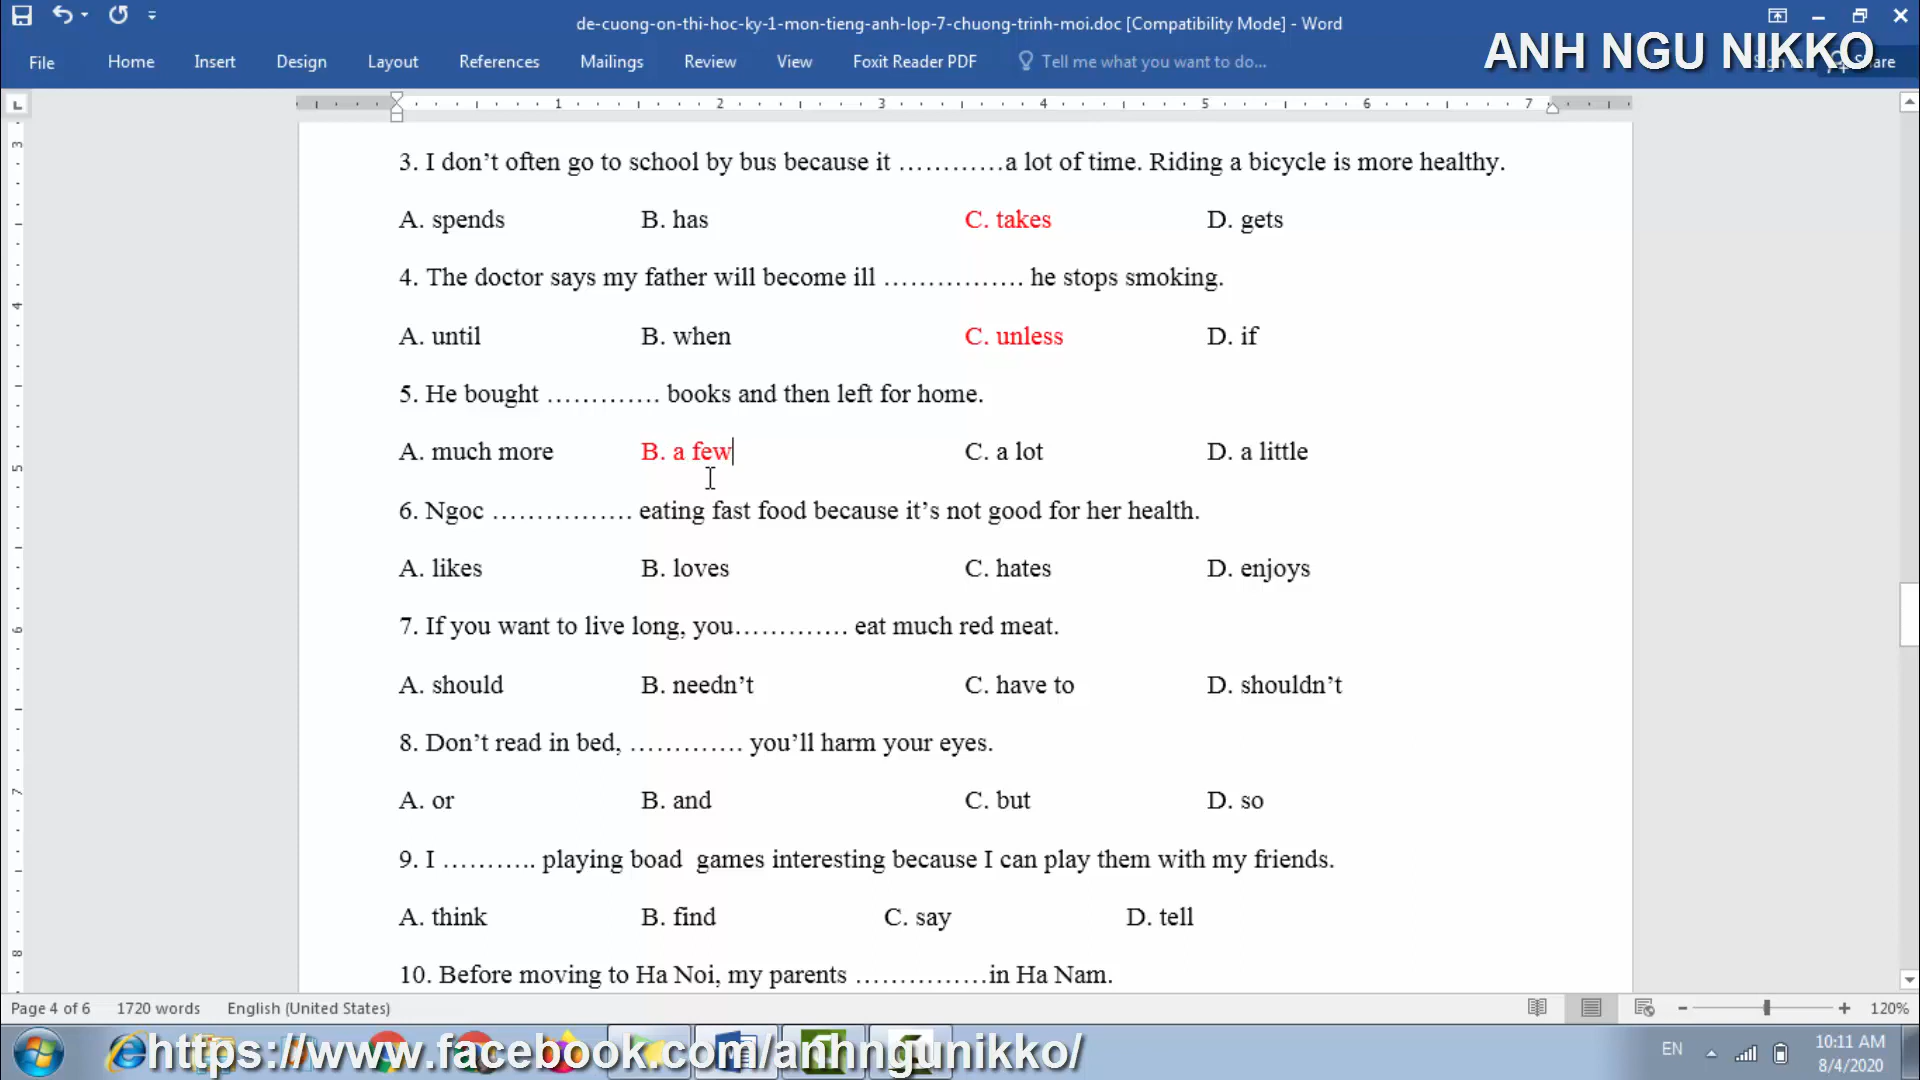 de-cuong-on-thi-hoc-ky-1-mon-tieng-anh-lop-7-chuong-trinh-moi.doc [Compatibility Mode] - Word
ANH NGU NIKKO
File Home Insert Design Layout References Mailings Review View Foxit Reader PDF Tell me what you want to do...
1 2 3 4 5 6 7
3. I don’t often go to school by bus because it …………a lot of time. Riding a bicycle is more healthy.
A. spends B. has C. takes D. gets
4. The doctor says my father will become ill ……………. he stops smoking.
A. until B. when C. unless D. if
5. He bought …………. books and then left for home.
A. much more B. a few C. a lot D. a little
6. Ngoc ……………. eating fast food because it’s not good for her health.
A. likes B. loves C. hates D. enjoys
7. If you want to live long, you…………. eat much red meat.
A. should B. needn’t C. have to D. shouldn’t
8. Don’t read in bed, …………. you’ll harm your eyes.
A. or B. and C. but D. so
9. I ……….. playing boad  games interesting because I can play them with my friends.
A. think B. find C. say D. tell
10. Before moving to Ha Noi, my parents ……………in Ha Nam.
Page 4 of 6 1720 words English (United States) 120%
https://www.facebook.com/anhngunikko/
EN 10:11 AM
8/4/2020